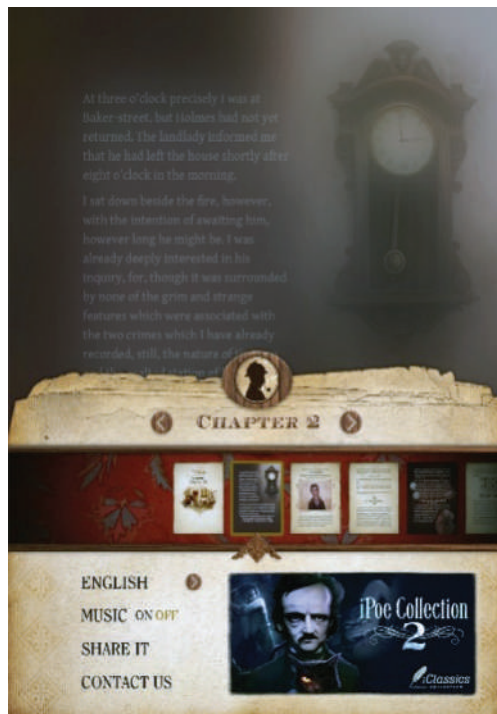 At three o'clock precisely I was at
Baker-street, but Holmes had not yet
returned. The landlady informed me
that he had left the house shortly after
eight o'clock in the morning.
I sat down beside the fire, however,
with the intention of awaiting him,
however long he might be. I was
already deeply interested in his
inquiry, for, though it was surrounded
by none of the grim and strange
features which were associated with
the two crimes which I have already
recorded, still, the nature of
CHAPTER 2
ENGLISH
MUSIC ON OFF
SHARE IT
CONTACT US
iPoe Collection
2
iClassics